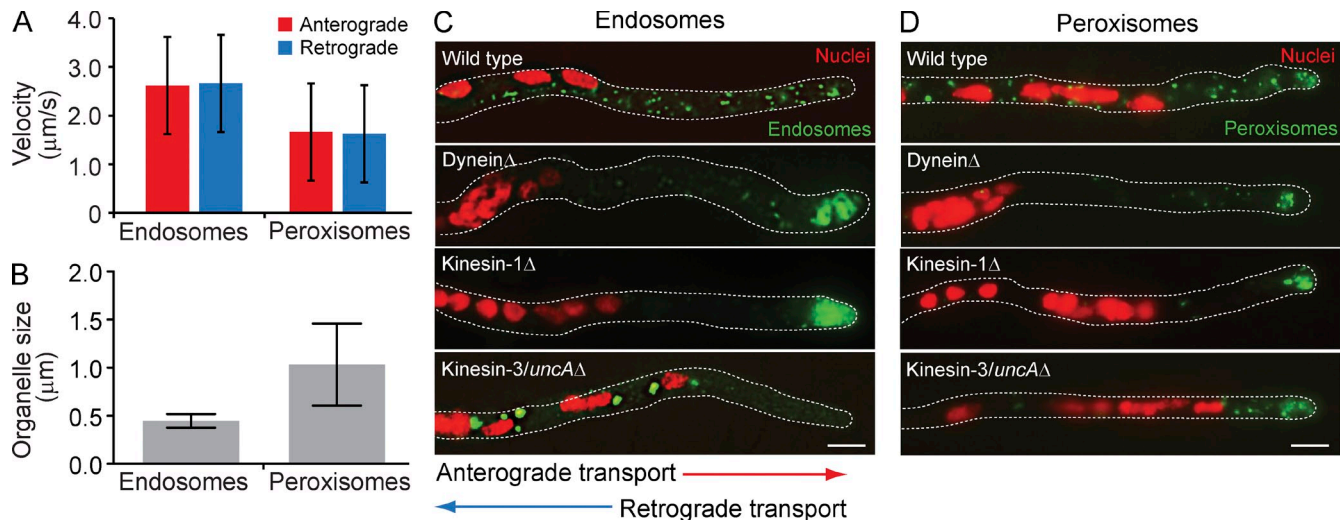 A
Velocity
(μm/s)
4.0
3.0
2.0
1.0
0
Anterograde
Retrograde
Endosomes Peroxisomes
B
Organelle size
(μm)
2.0
1.5
1.0
0.5
0.0
Endosomes Peroxisomes
C Endosomes
Wild type Nuclei
Endosomes
DyneinΔ
Kinesin-1Δ
Kinesin-3/uncAΔ
Anterograde transport
Retrograde transport
D Peroxisomes
Wild type Nuclei
Peroxisomes
DyneinΔ
Kinesin-1Δ
Kinesin-3/uncAΔ